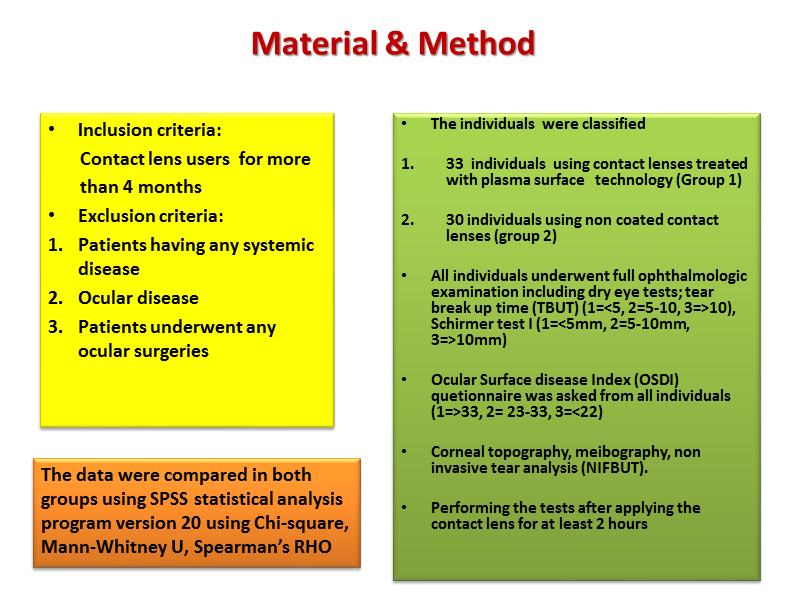 Material & Method
• Inclusion criteria:
Contact lens users for more
than 4 months
• Exclusion criteria:
1. Patients having any systemic
disease
2. Ocular disease
3. Patients underwent any
ocular surgeries
The data were compared in both
groups using SPSS statistical analysis
program version 20 using Chi-square,
Mann-Whitney U, Spearman's RHO
• The individuals were classified
1. 33 individuals using contact lenses treated
with plasma surface technology (Group 1)
2. 30 individuals using non coated contact
lenses (group 2)
• All individuals underwent full ophthalmologic
examination including dry eye tests; tear
break up time (TBUT) (1=<5, 2=5-10, 3=>10),
Schirmer test I (1=<5mm, 2=5-10mm,
3=>10mm)
• Ocular Surface disease Index (OSDI)
quetionnaire was asked from all individuals
(1=>33, 2= 23-33, 3=<22)
• Corneal topography, meibography, non
invasive tear analysis (NIFBUT).
• Performing the tests after applying the
contact lens for at least 2 hours